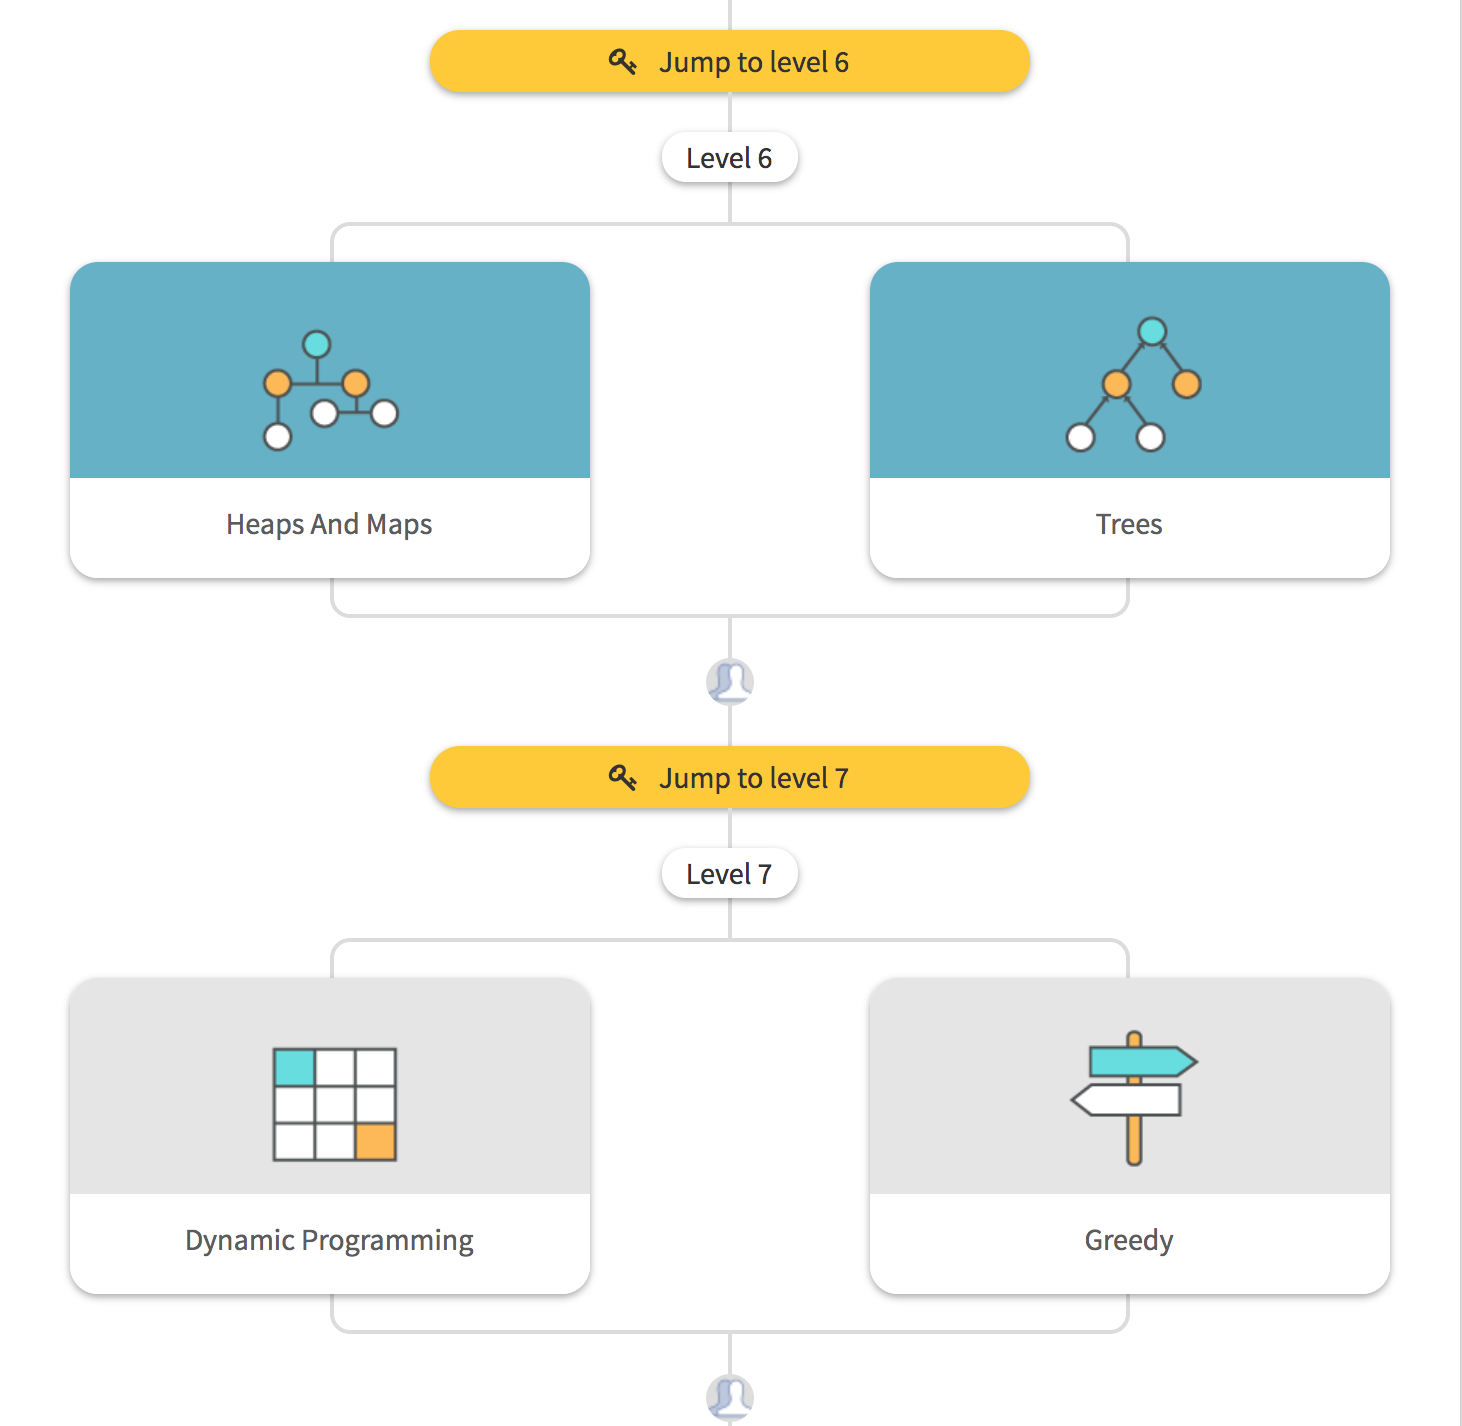 Jump to level 6
Level 6
Heaps And Maps
Trees
Jump to level 7
Level 7
Dynamic Programming
Greedy